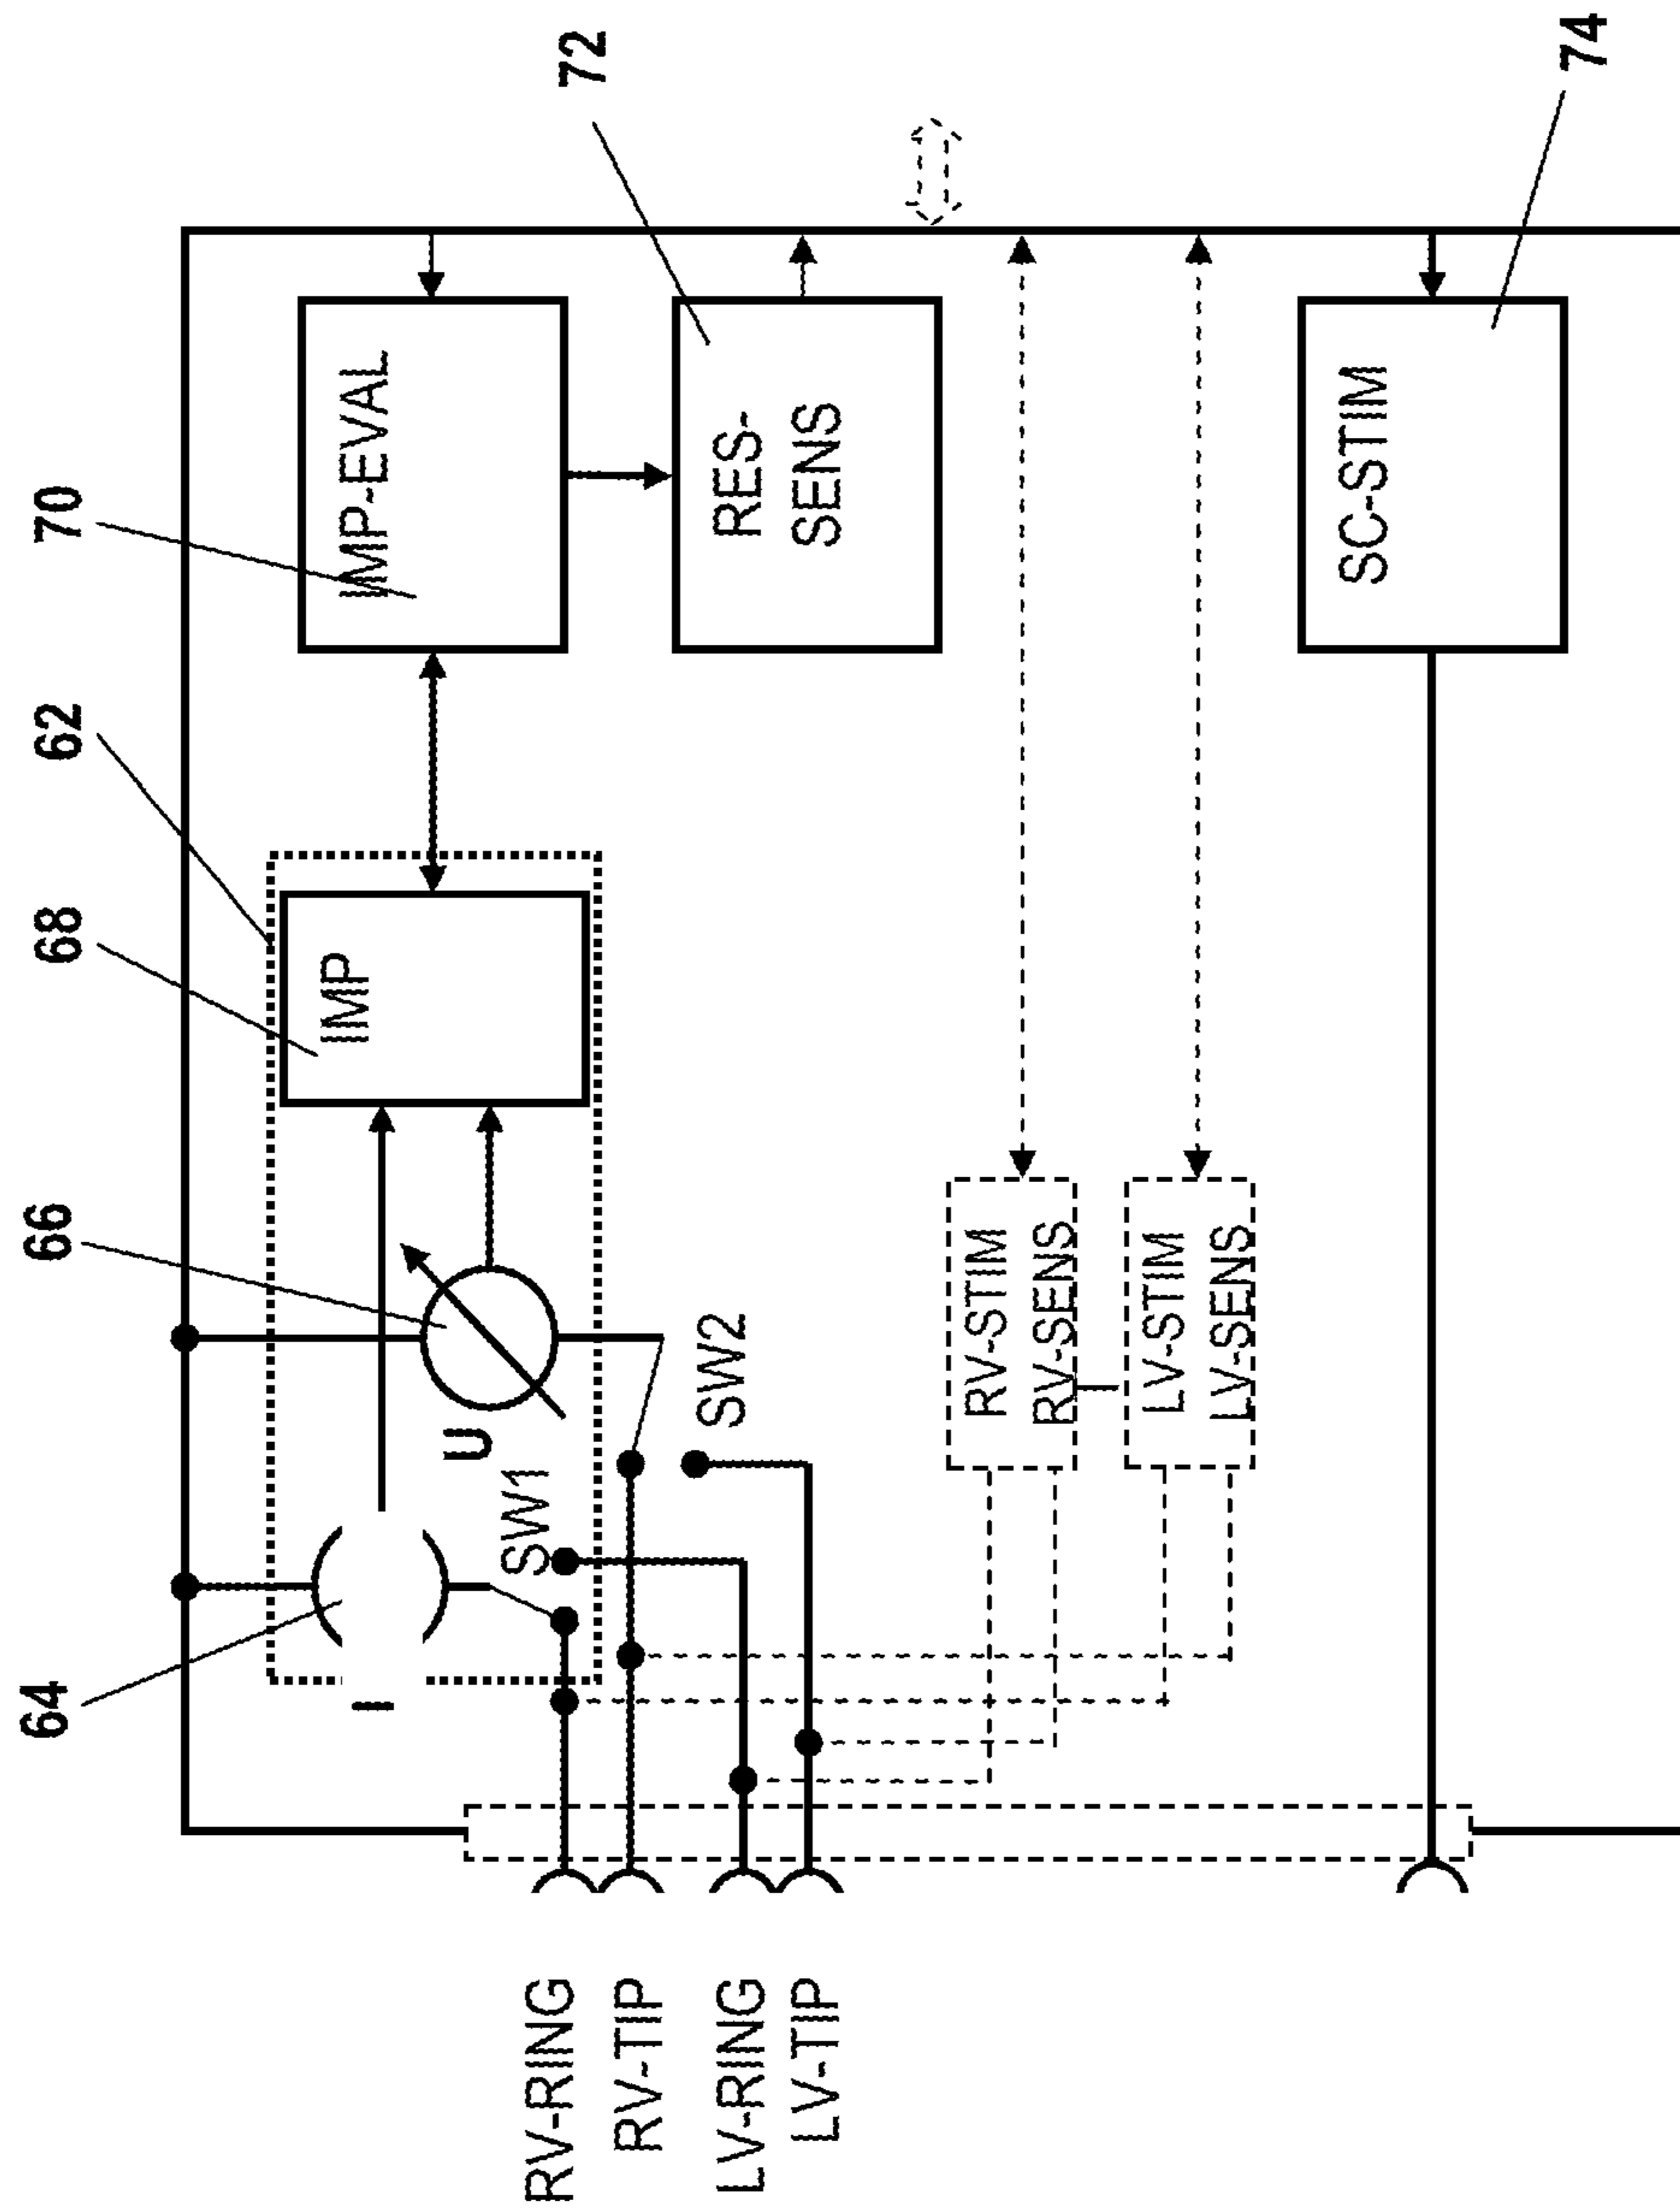 64
66
68
62
70
I
U
IMP
IMP-EVAL
SW1
SW2
72
RES-
SENS
RV-RING
RV-TIP
LV-RING
LV-TIP
RV-STIM
RV-SENS
LV-STIM
LV-SENS
SC-STIM
74